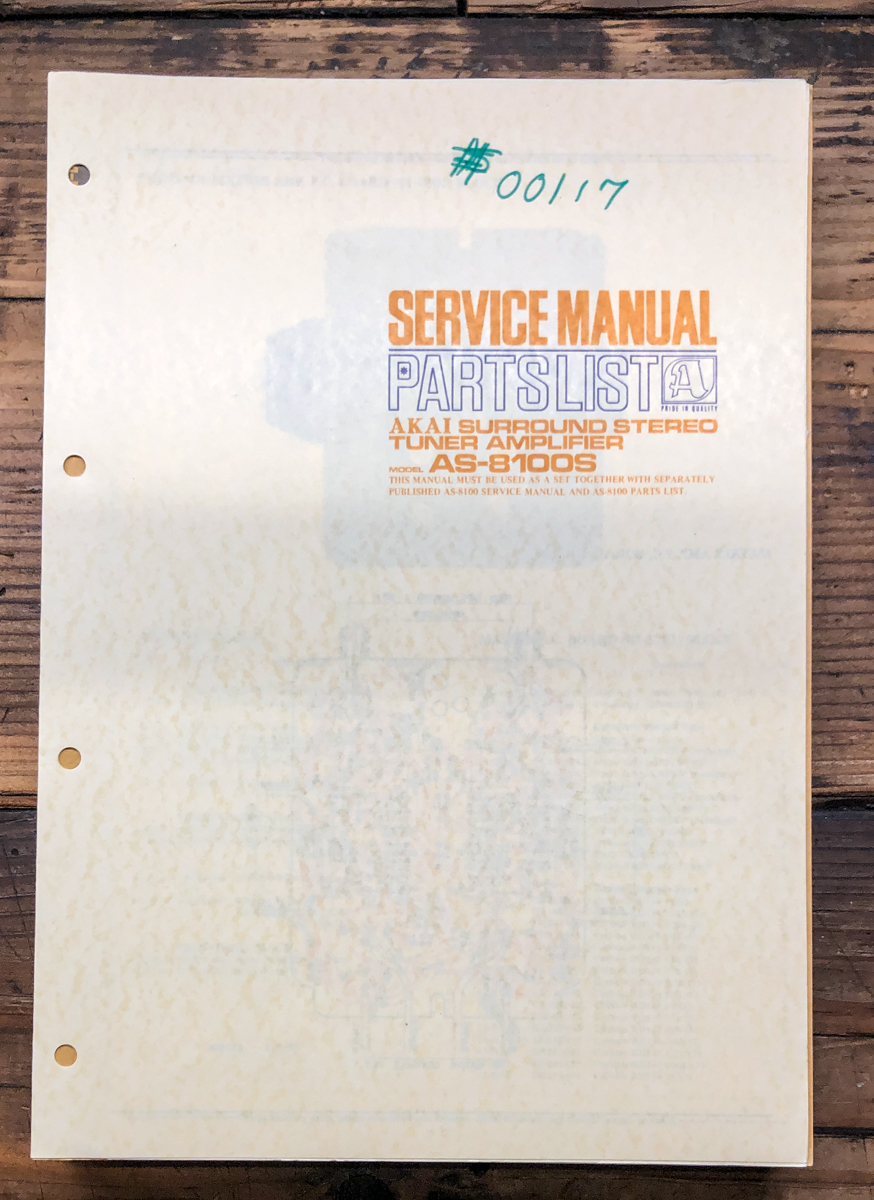 # 00117
SERVICE MANUAL
PARTS LIST A
PRIDE IN QUALITY
AKAI SURROUND STEREO
TUNER AMPLIFIER
MODEL AS-8100S
THIS MANUAL MUST BE USED AS A SET TOGETHER WITH SEPARATELY
PUBLISHED AS-8100 SERVICE MANUAL AND AS-8100 PARTS LIST.